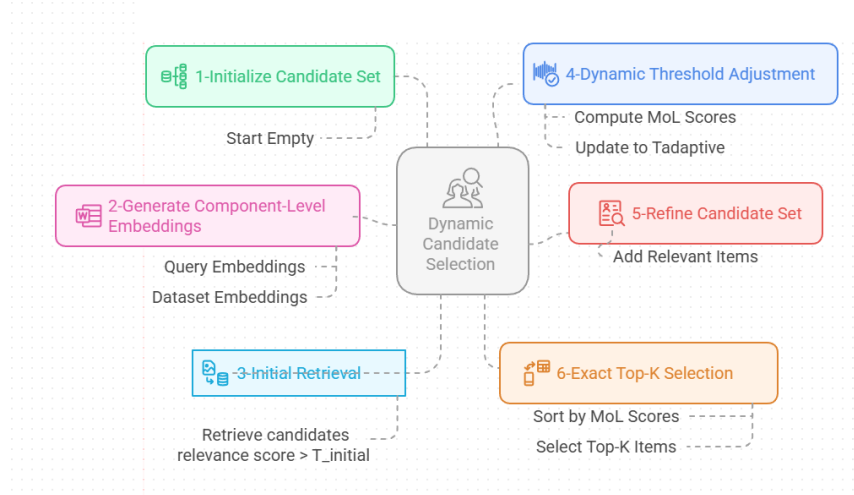 1-Initialize Candidate Set
Start Empty
2-Generate Component-Level
Embeddings
Query Embeddings
Dataset Embeddings
3-Initial Retrieval
Retrieve candidates
relevance score > T_initial
Dynamic
Candidate
Selection
4-Dynamic Threshold Adjustment
Compute MoL Scores
Update to Tadaptive
5-Refine Candidate Set
Add Relevant Items
6-Exact Top-K Selection
Sort by MoL Scores
Select Top-K Items